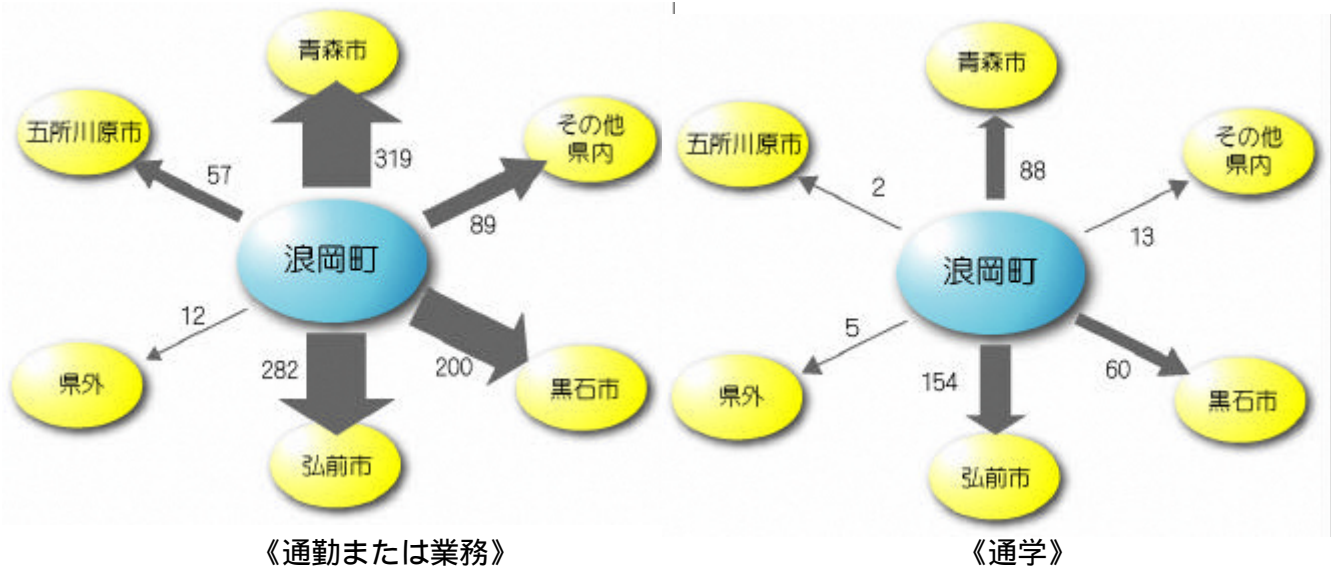 青森市
五所川原市
その他
県内
57
319
89
浪岡町
12
282
200
県外
黒石市
弘前市
《通勤または業務》
青森市
五所川原市
その他
県内
2
88
13
浪岡町
5
154
60
県外
黒石市
弘前市
《通学》